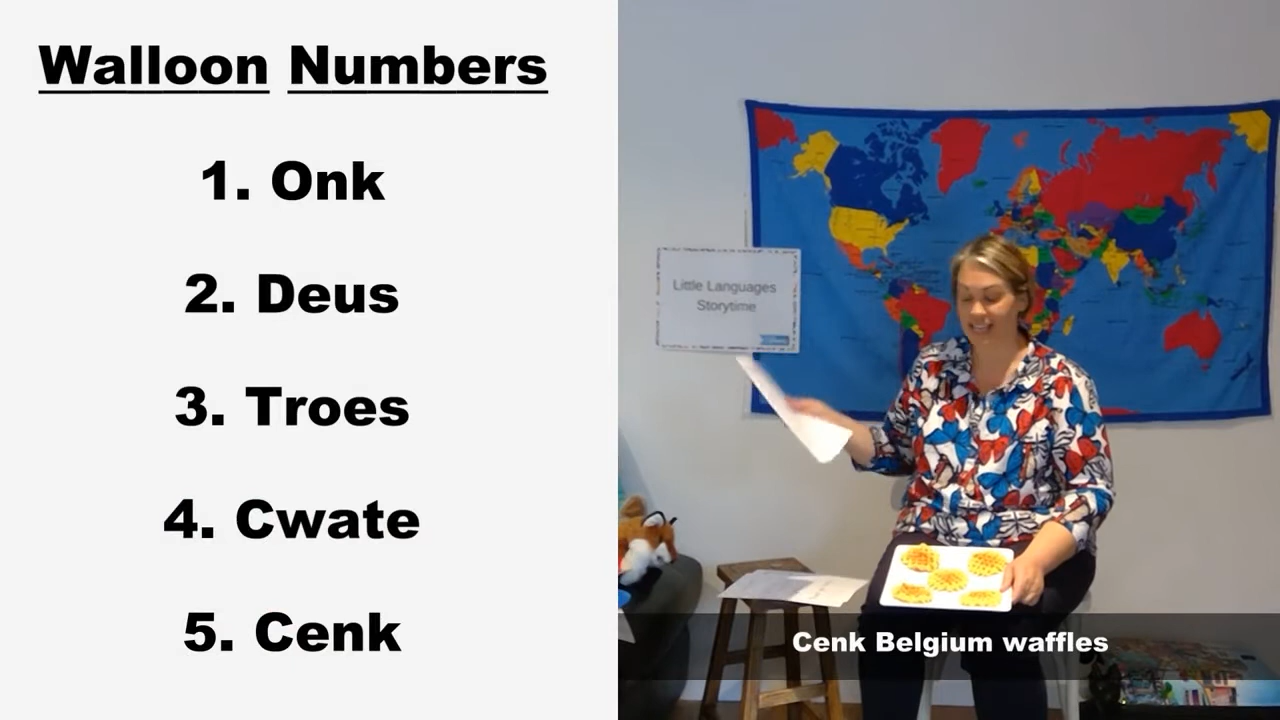 Walloon Numbers
1. Onk
2. Deus
3. Troes
4. Cwate
5. Cenk
Little Languages
Storytime
Cenk Belgium waffles